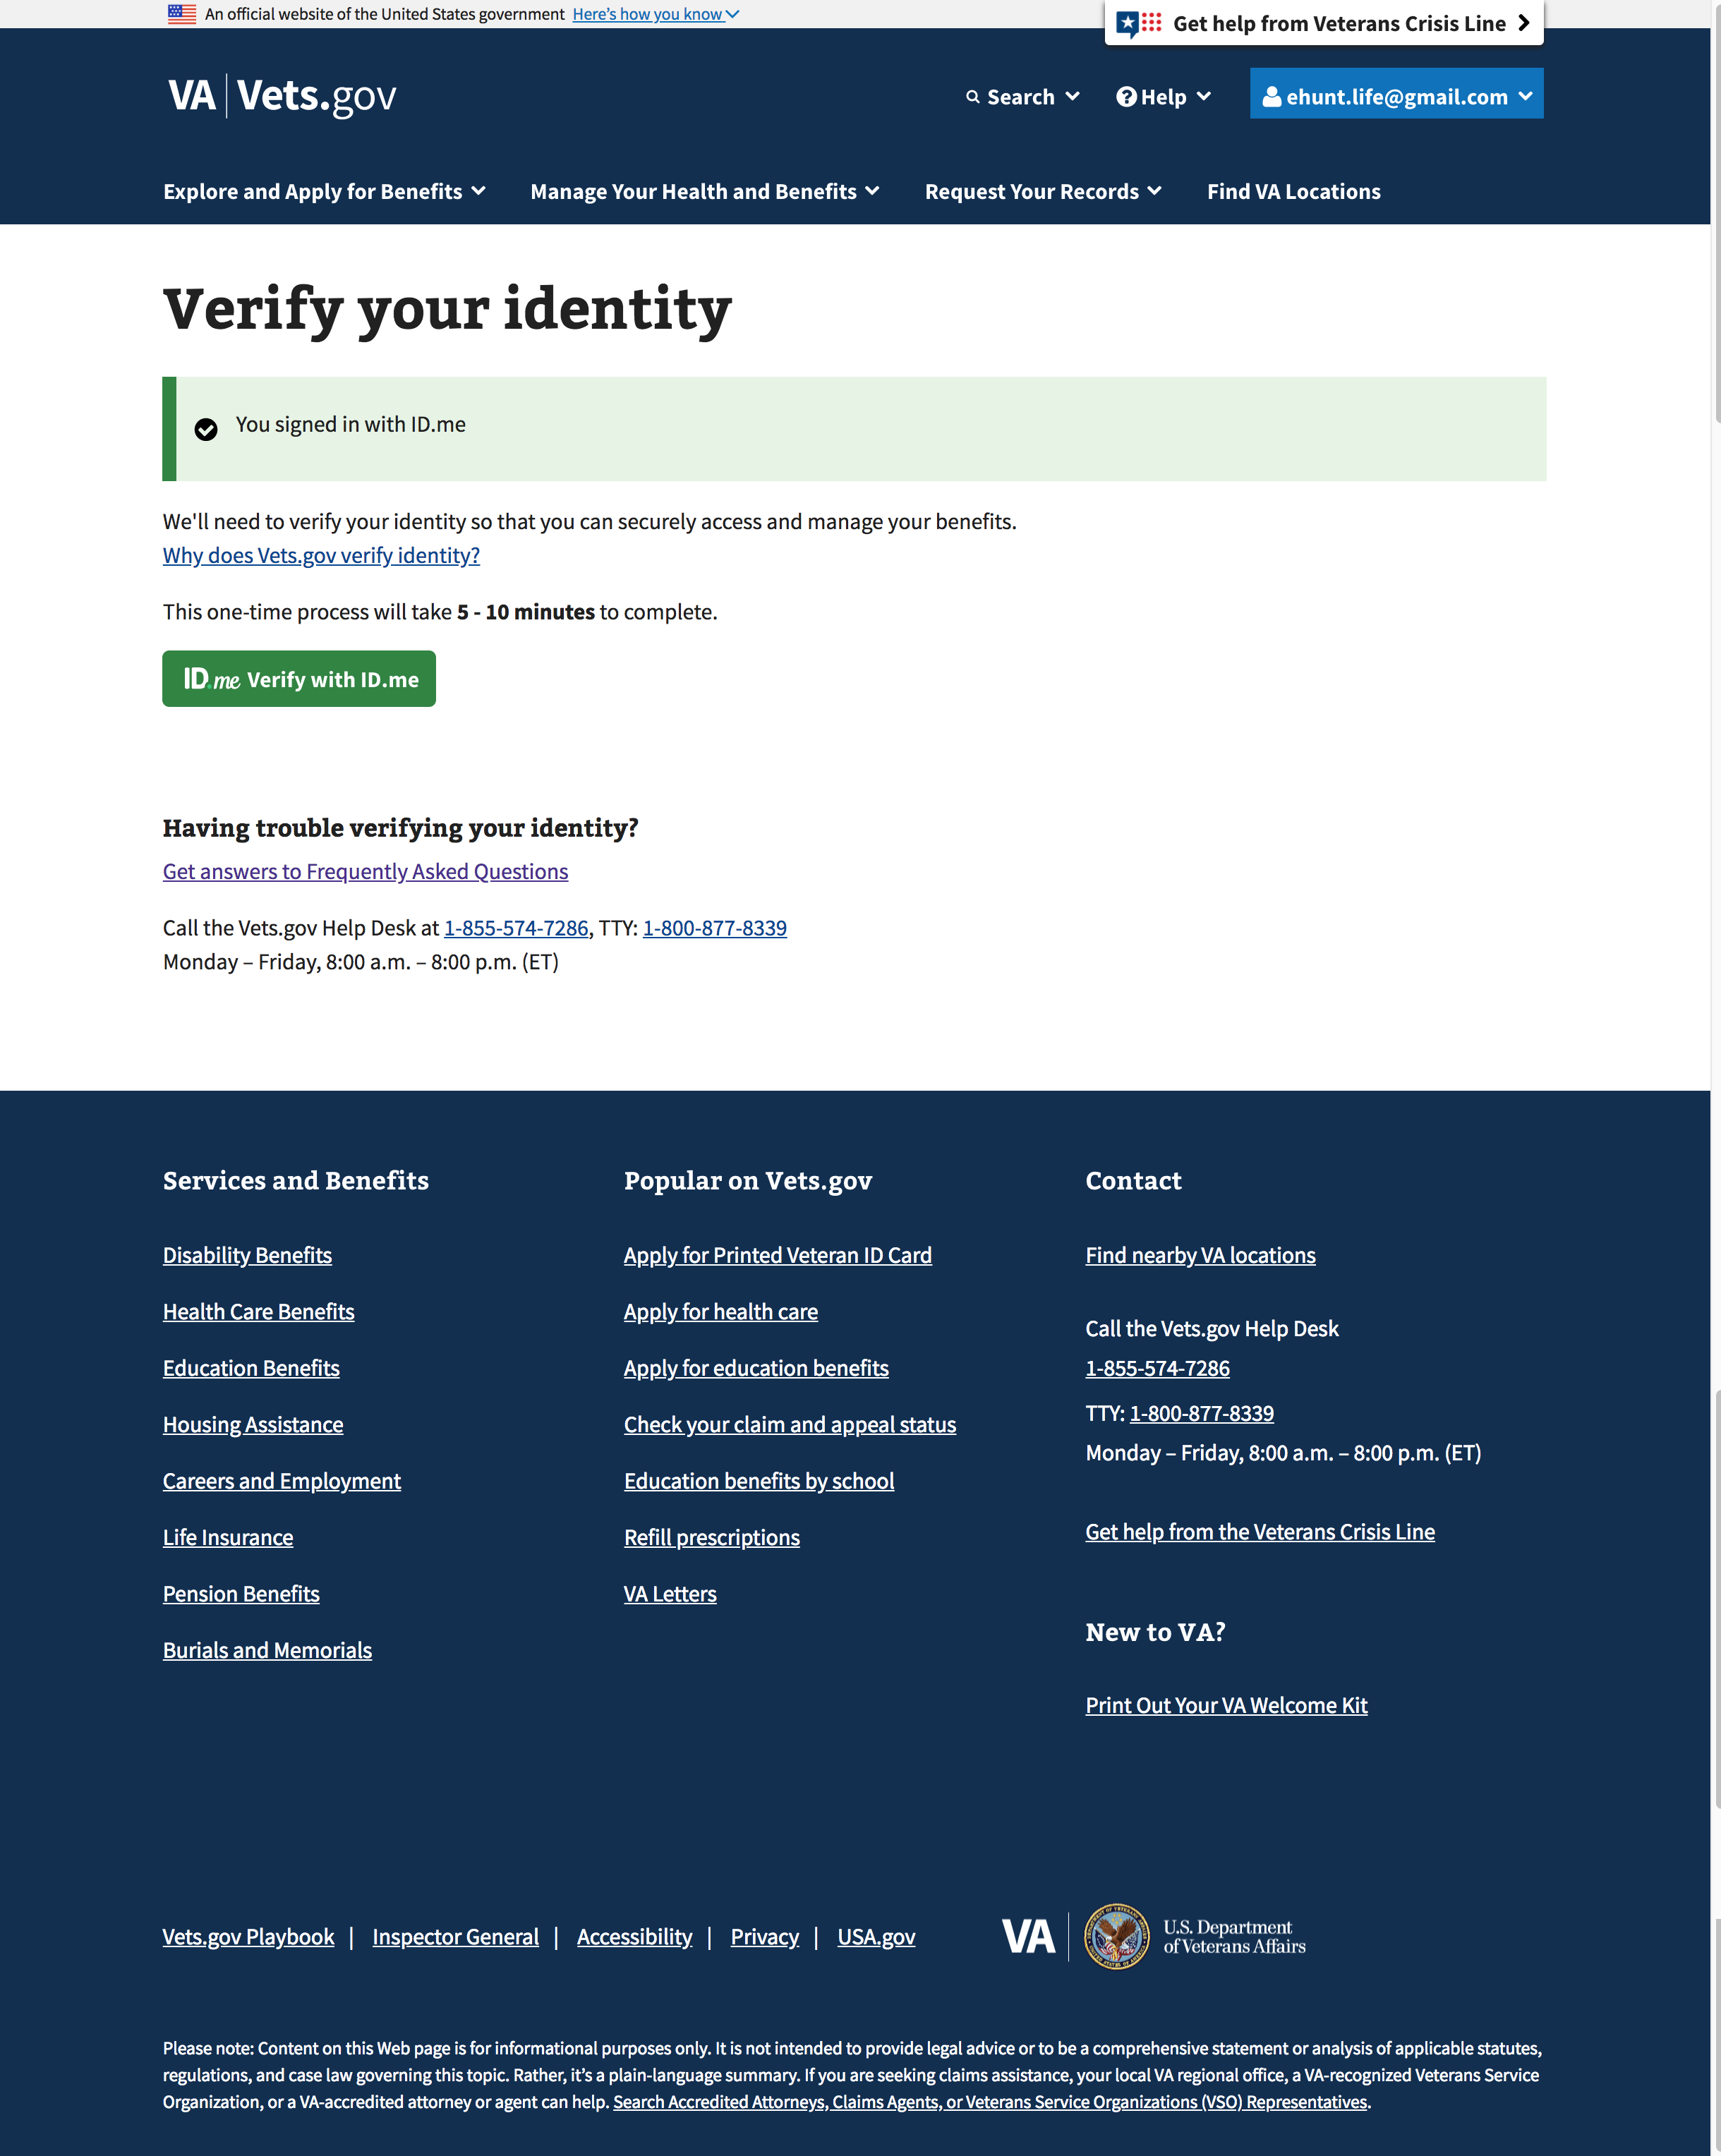 An official website of the United States government Here’s how you know
Get help from Veterans Crisis Line
VA | Vets.gov
Search
Help
ehunt.life@gmail.com
Explore and Apply for Benefits
Manage Your Health and Benefits
Request Your Records
Find VA Locations
Verify your identity
You signed in with ID.me
We'll need to verify your identity so that you can securely access and manage your benefits.
Why does Vets.gov verify identity?
This one-time process will take 5 - 10 minutes to complete.
ID.me Verify with ID.me
Having trouble verifying your identity?
Get answers to Frequently Asked Questions
Call the Vets.gov Help Desk at 1-855-574-7286, TTY: 1-800-877-8339
Monday – Friday, 8:00 a.m. – 8:00 p.m. (ET)
Services and Benefits
Disability Benefits
Health Care Benefits
Education Benefits
Housing Assistance
Careers and Employment
Life Insurance
Pension Benefits
Burials and Memorials
Popular on Vets.gov
Apply for Printed Veteran ID Card
Apply for health care
Apply for education benefits
Check your claim and appeal status
Education benefits by school
Refill prescriptions
VA Letters
Contact
Find nearby VA locations
Call the Vets.gov Help Desk
1-855-574-7286
TTY: 1-800-877-8339
Monday – Friday, 8:00 a.m. – 8:00 p.m. (ET)
Get help from the Veterans Crisis Line
New to VA?
Print Out Your VA Welcome Kit
Vets.gov Playbook | Inspector General | Accessibility | Privacy | USA.gov
VA
U.S. Department
of Veterans Affairs
Please note: Content on this Web page is for informational purposes only. It is not intended to provide legal advice or to be a comprehensive statement or analysis of applicable statutes,
regulations, and case law governing this topic. Rather, it’s a plain-language summary. If you are seeking claims assistance, your local VA regional office, a VA-recognized Veterans Service
Organization, or a VA-accredited attorney or agent can help. Search Accredited Attorneys, Claims Agents, or Veterans Service Organizations (VSO) Representatives.